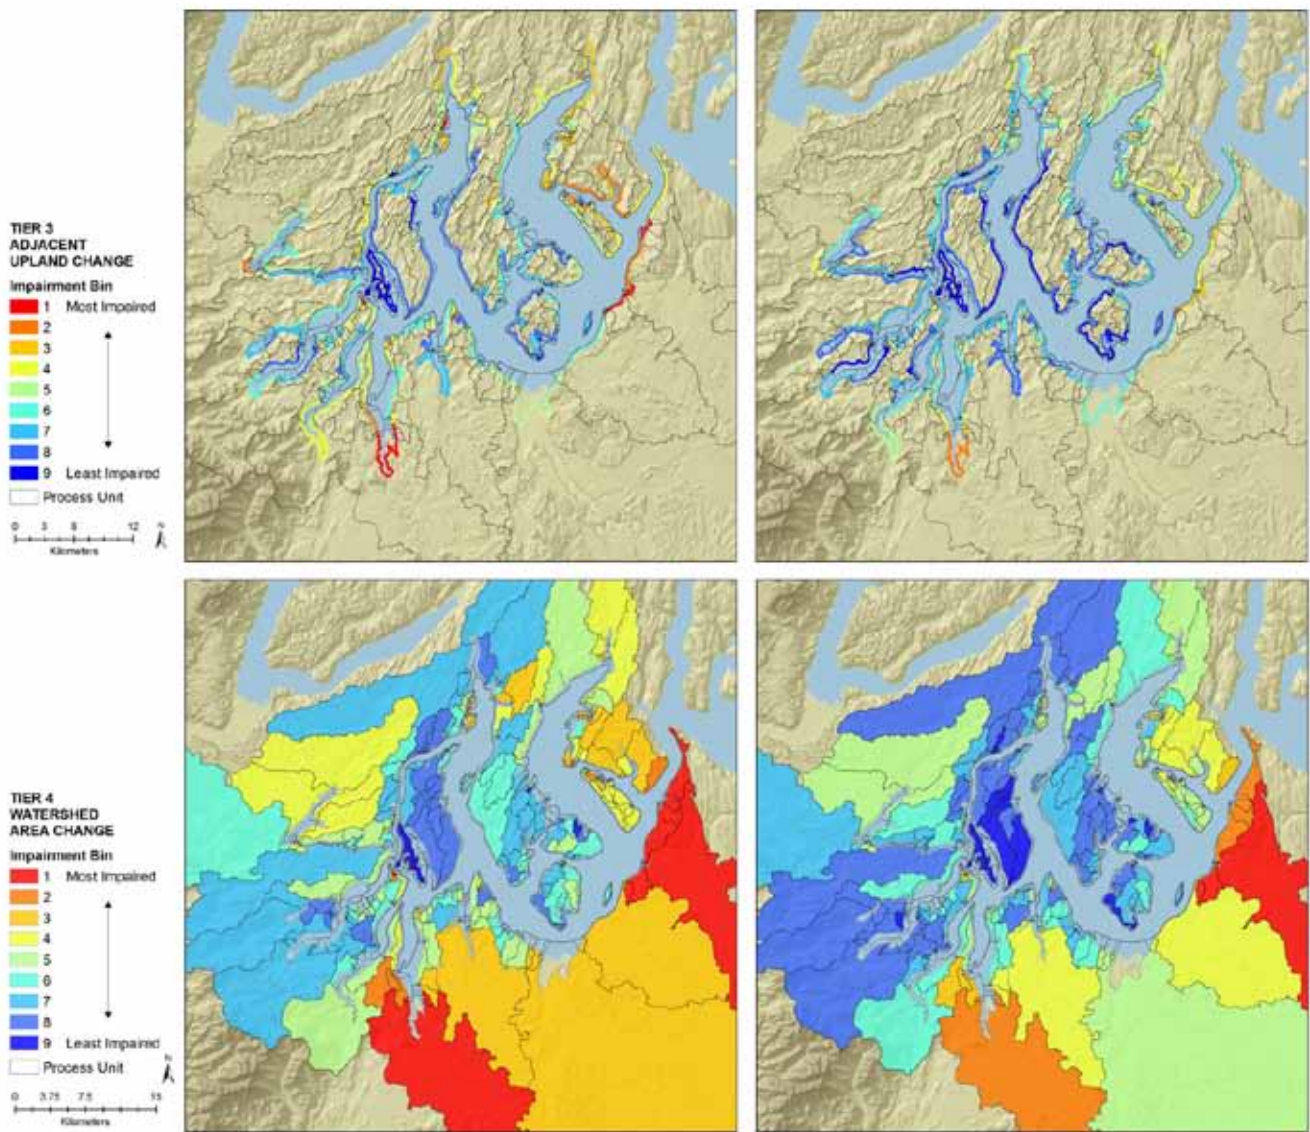 TIER 3
ADJACENT
UPLAND CHANGE
Impairment Bin
1 Most Impaired
2
3
4
5
6
7
8
9 Least Impaired
Process Unit
0 3 6 12
Kilometers
N
TIER 4
WATERSHED
AREA CHANGE
Impairment Bin
1 Most Impaired
2
3
4
5
6
7
8
9 Least Impaired
Process Unit
N
0 3.75 7.5 15
Kilometers